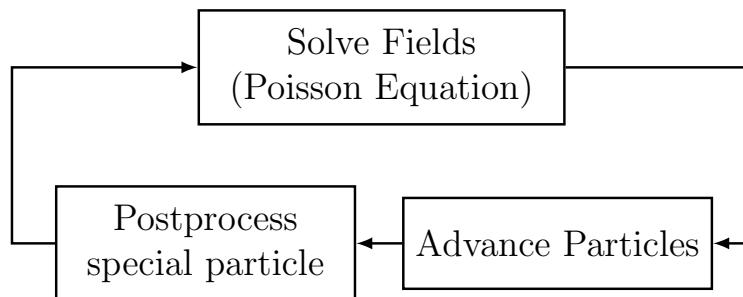 Solve Fields
(Poisson Equation)
Postprocess
special particle
Advance Particles